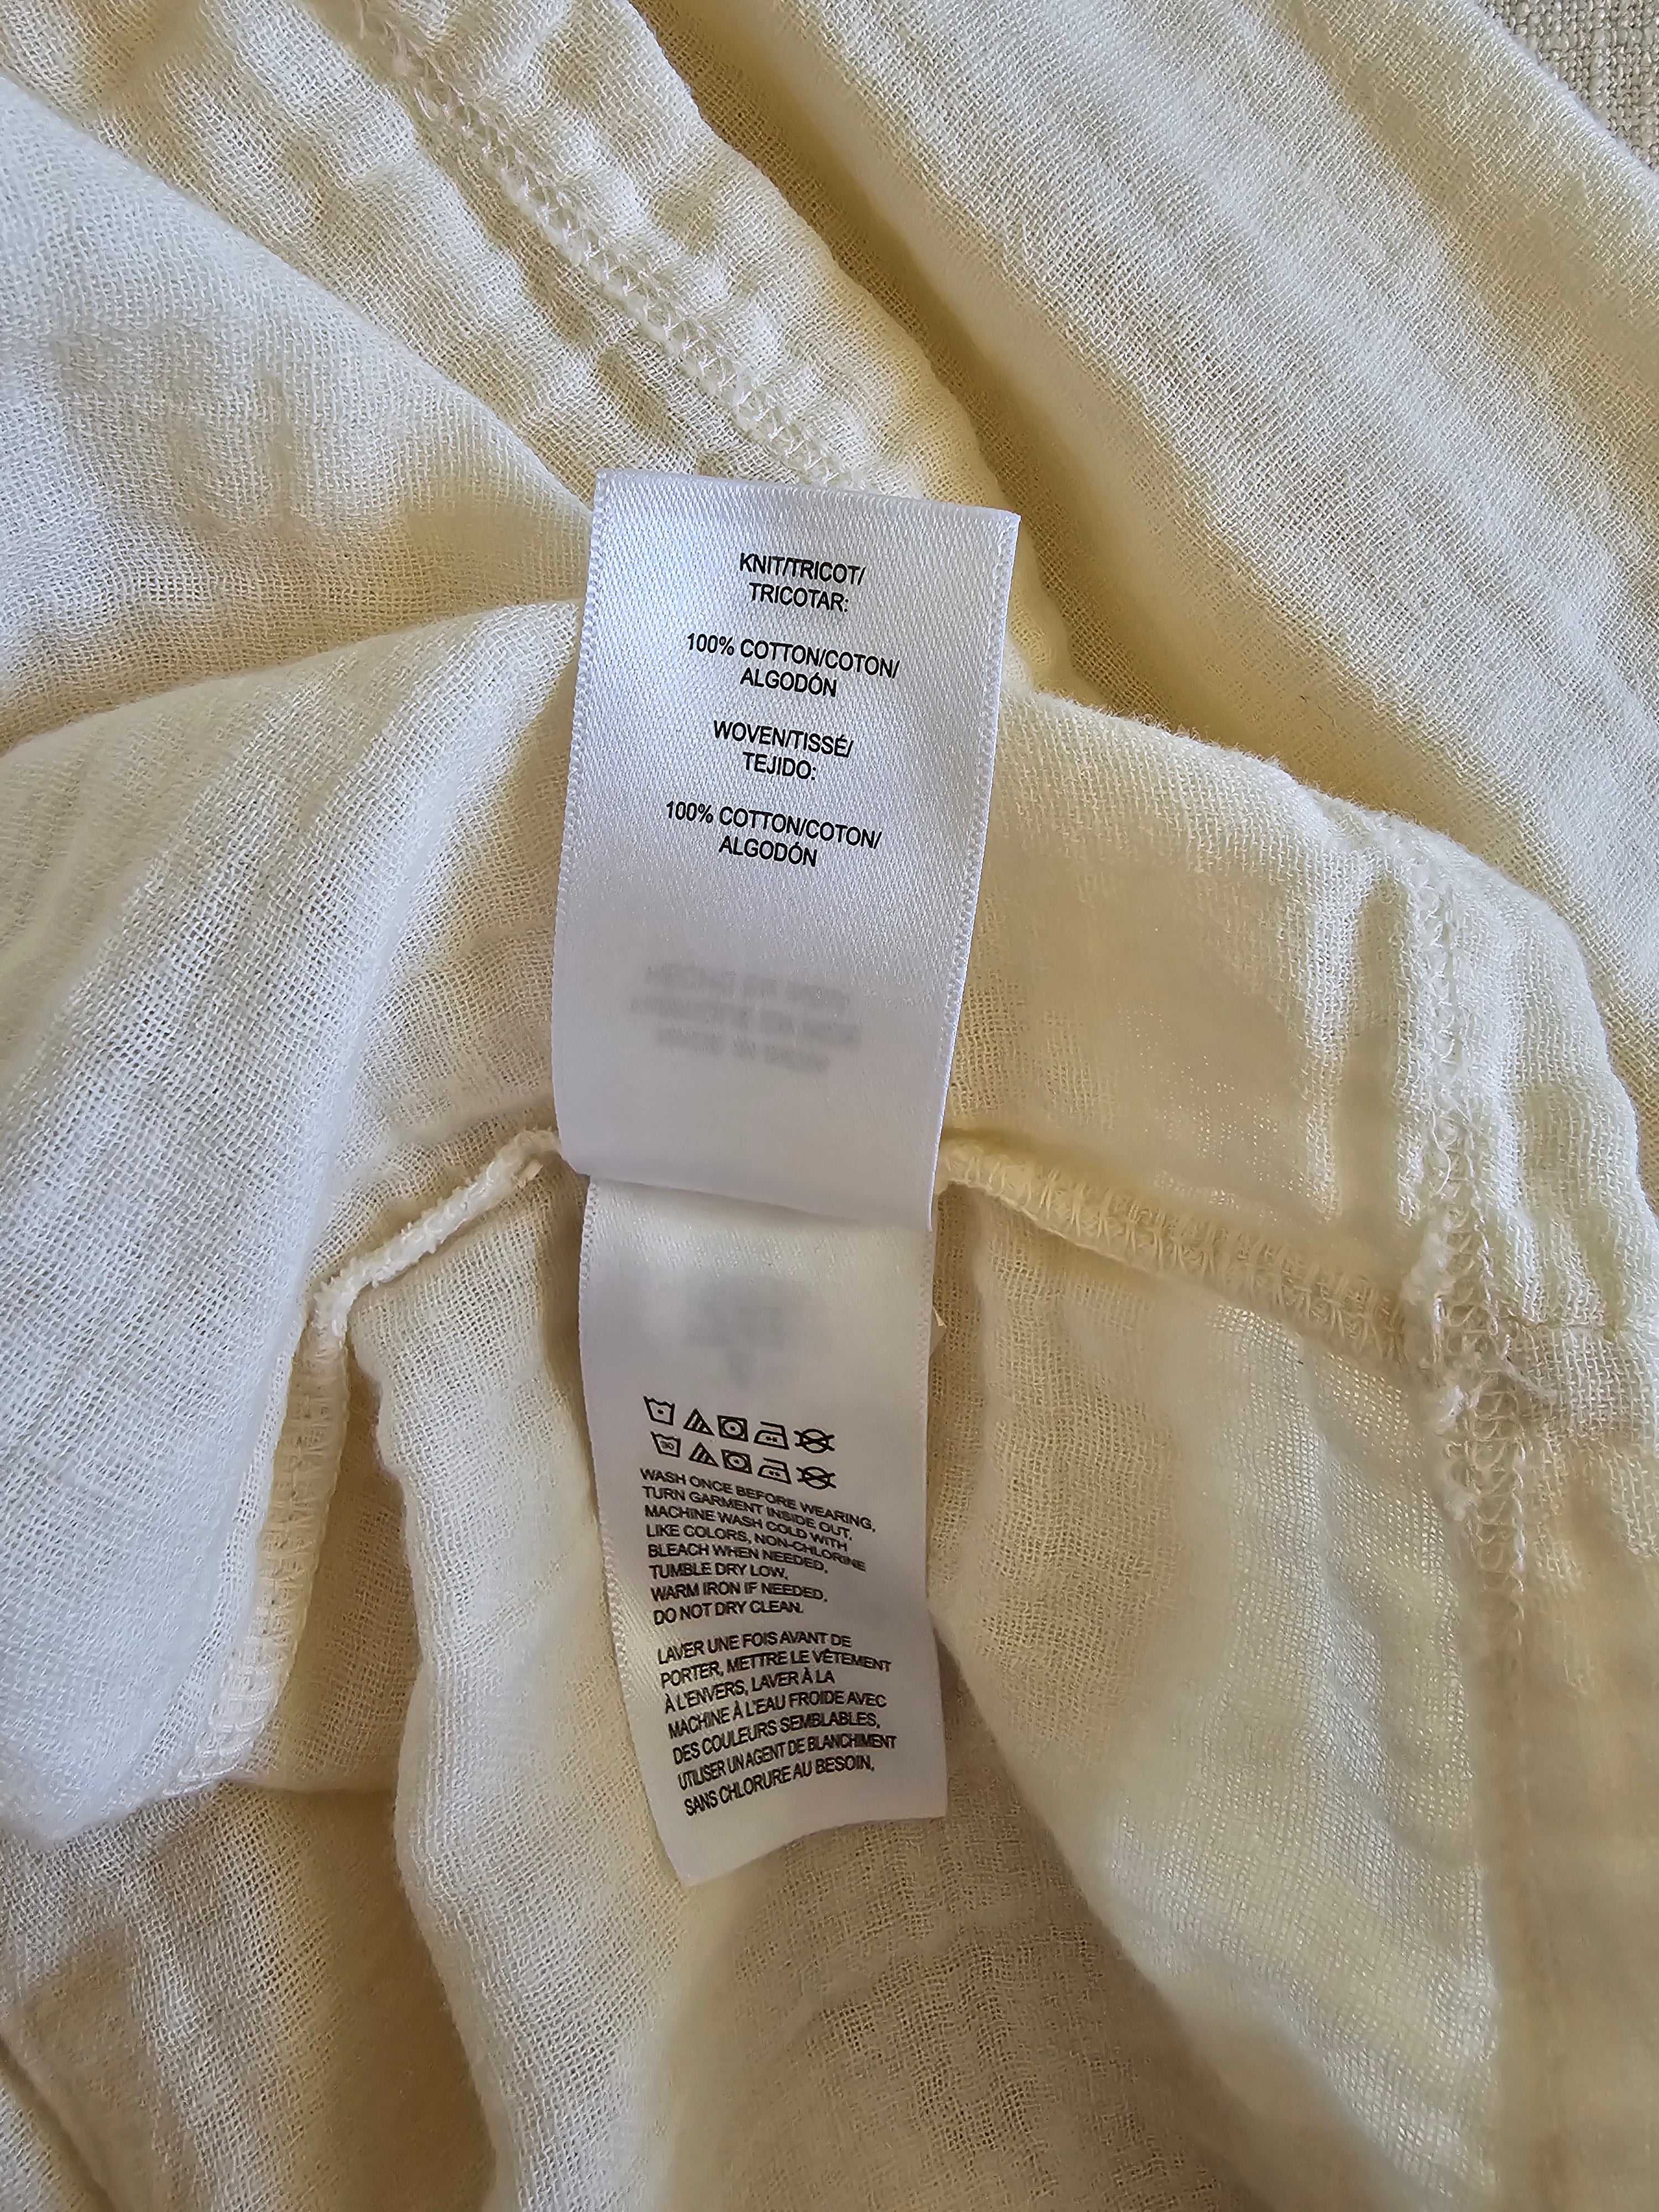 KNIT/TRICOT/
TRICOTAR:
100% COTTON/COTON/
ALGODÓN
WOVEN/TISSÉ/
TEJIDO:
100% COTTON/COTON/
ALGODÓN
30
WASH ONCE BEFORE WEARING,
TURN GARMENT INSIDE OUT,
MACHINE WASH COLD WITH
LIKE COLORS, NON-CHLORINE
BLEACH WHEN NEEDED,
TUMBLE DRY LOW,
WARM IRON IF NEEDED,
DO NOT DRY CLEAN.
LAVER UNE FOIS AVANT DE
PORTER, METTRE LE VÊTEMENT
À L'ENVERS, LAVER À LA
MACHINE À L'EAU FROIDE AVEC
DES COULEURS SEMBLABLES,
UTILISER UN AGENT DE BLANCHIMENT
SANS CHLORURE AU BESOIN,